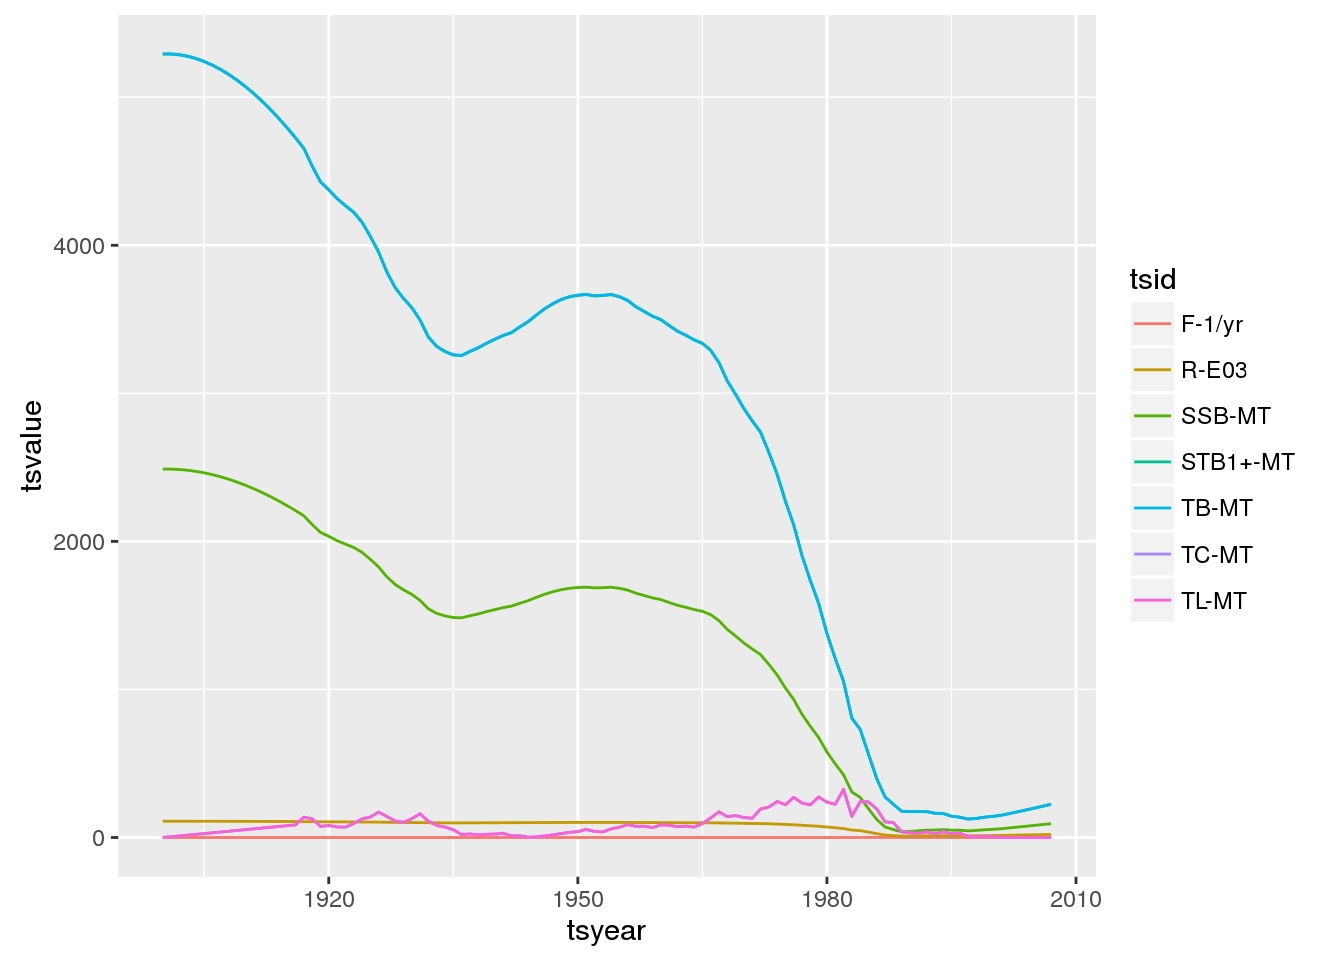 tsvalue
4000
2000
0
1920
1950
1980
2010
tsyear
tsid
F-1/yr
R-E03
SSB-MT
STB1+-MT
TB-MT
TC-MT
TL-MT